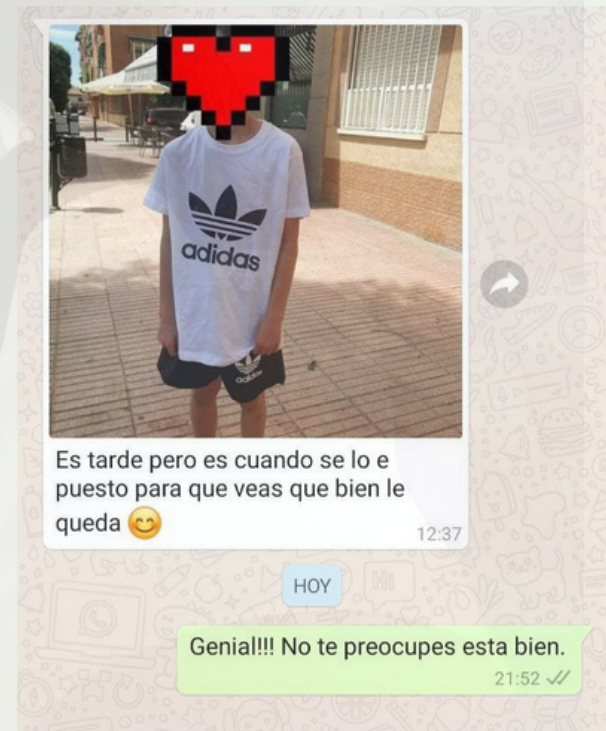 adidas
adidas
Es tarde pero es cuando se lo e
puesto para que veas que bien le
queda 😊
12:37
HOY
Genial!!! No te preocupes esta bien.
21:52